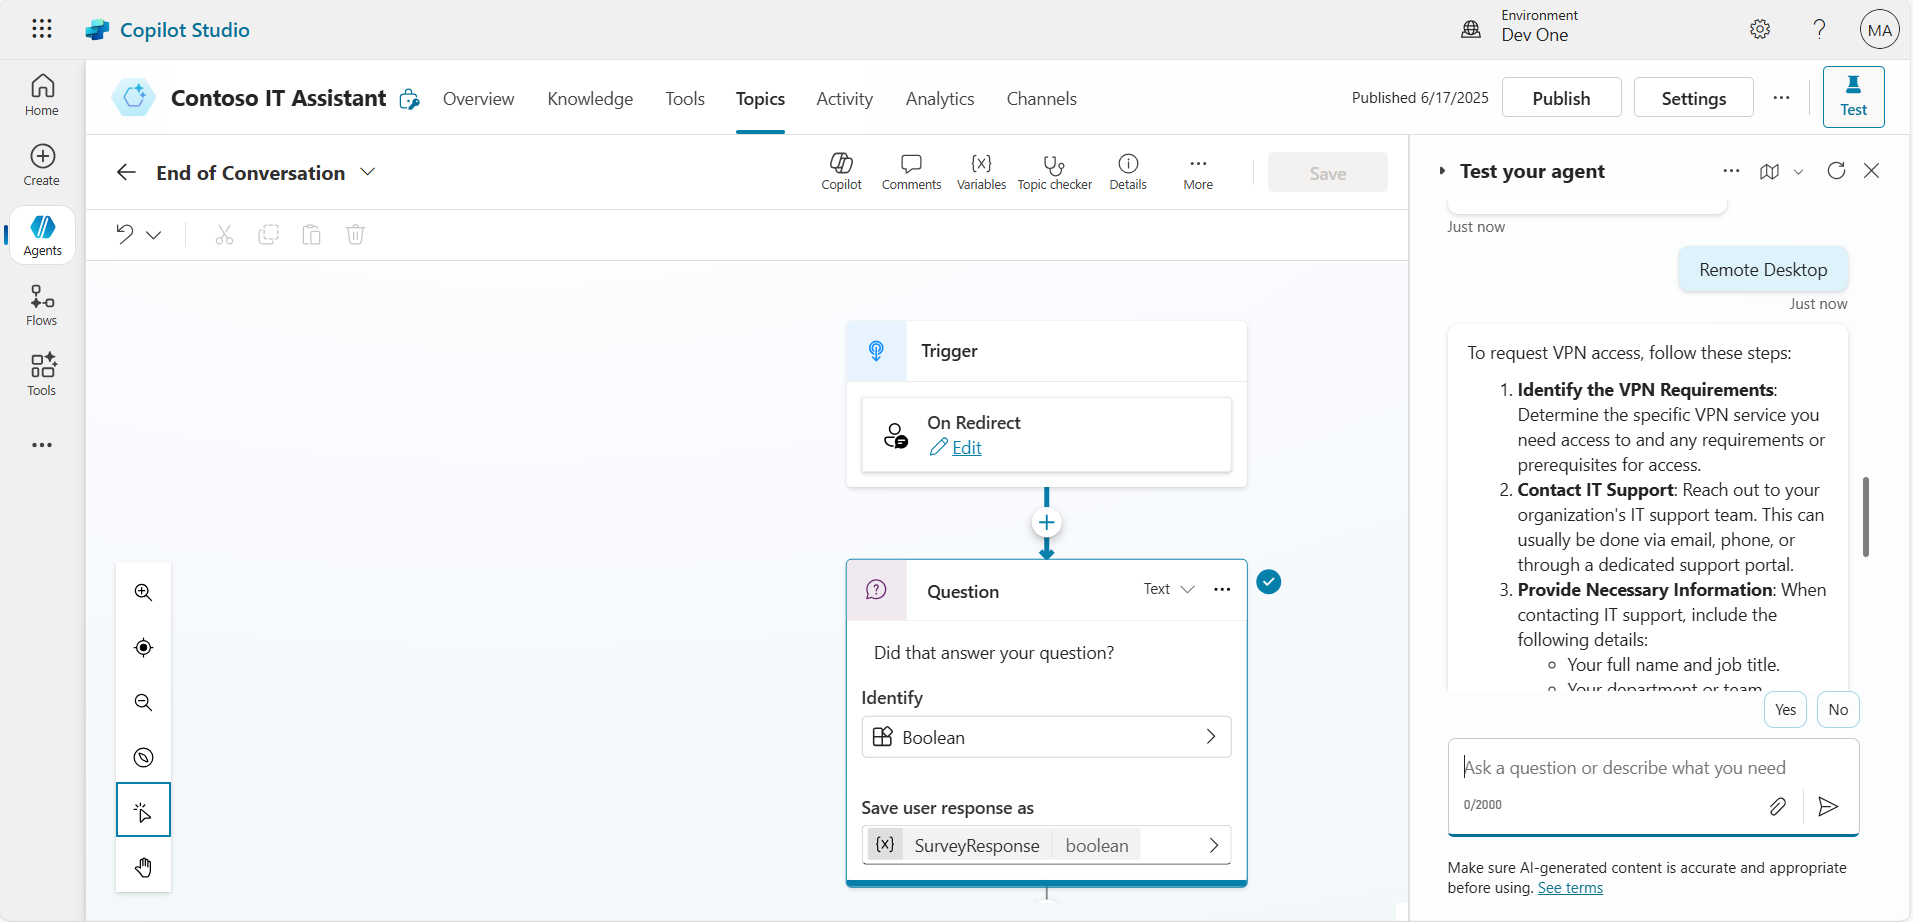 Copilot Studio
Environment
Dev One
MA
Home
Create
Agents
Flows
Tools
Contoso IT Assistant
Overview
Knowledge
Tools
Topics
Activity
Analytics
Channels
Published 6/17/2025
Publish
Settings
Test
End of Conversation
Copilot
Comments
Variables
Topic checker
Details
More
Save
Trigger
On Redirect
Edit
Question
Text
Did that answer your question?
Identify
Boolean
Save user response as
{x} SurveyResponse boolean
Test your agent
Just now
Remote Desktop
Just now
To request VPN access, follow these steps:
1. Identify the VPN Requirements:
Determine the specific VPN service you
need access to and any requirements or
prerequisites for access.
2. Contact IT Support: Reach out to your
organization's IT support team. This can
usually be done via email, phone, or
through a dedicated support portal.
3. Provide Necessary Information: When
contacting IT support, include the
following details:
Your full name and job title.
Your department or team
Yes
No
Ask a question or describe what you need
0/2000
Make sure AI-generated content is accurate and appropriate
before using. See terms